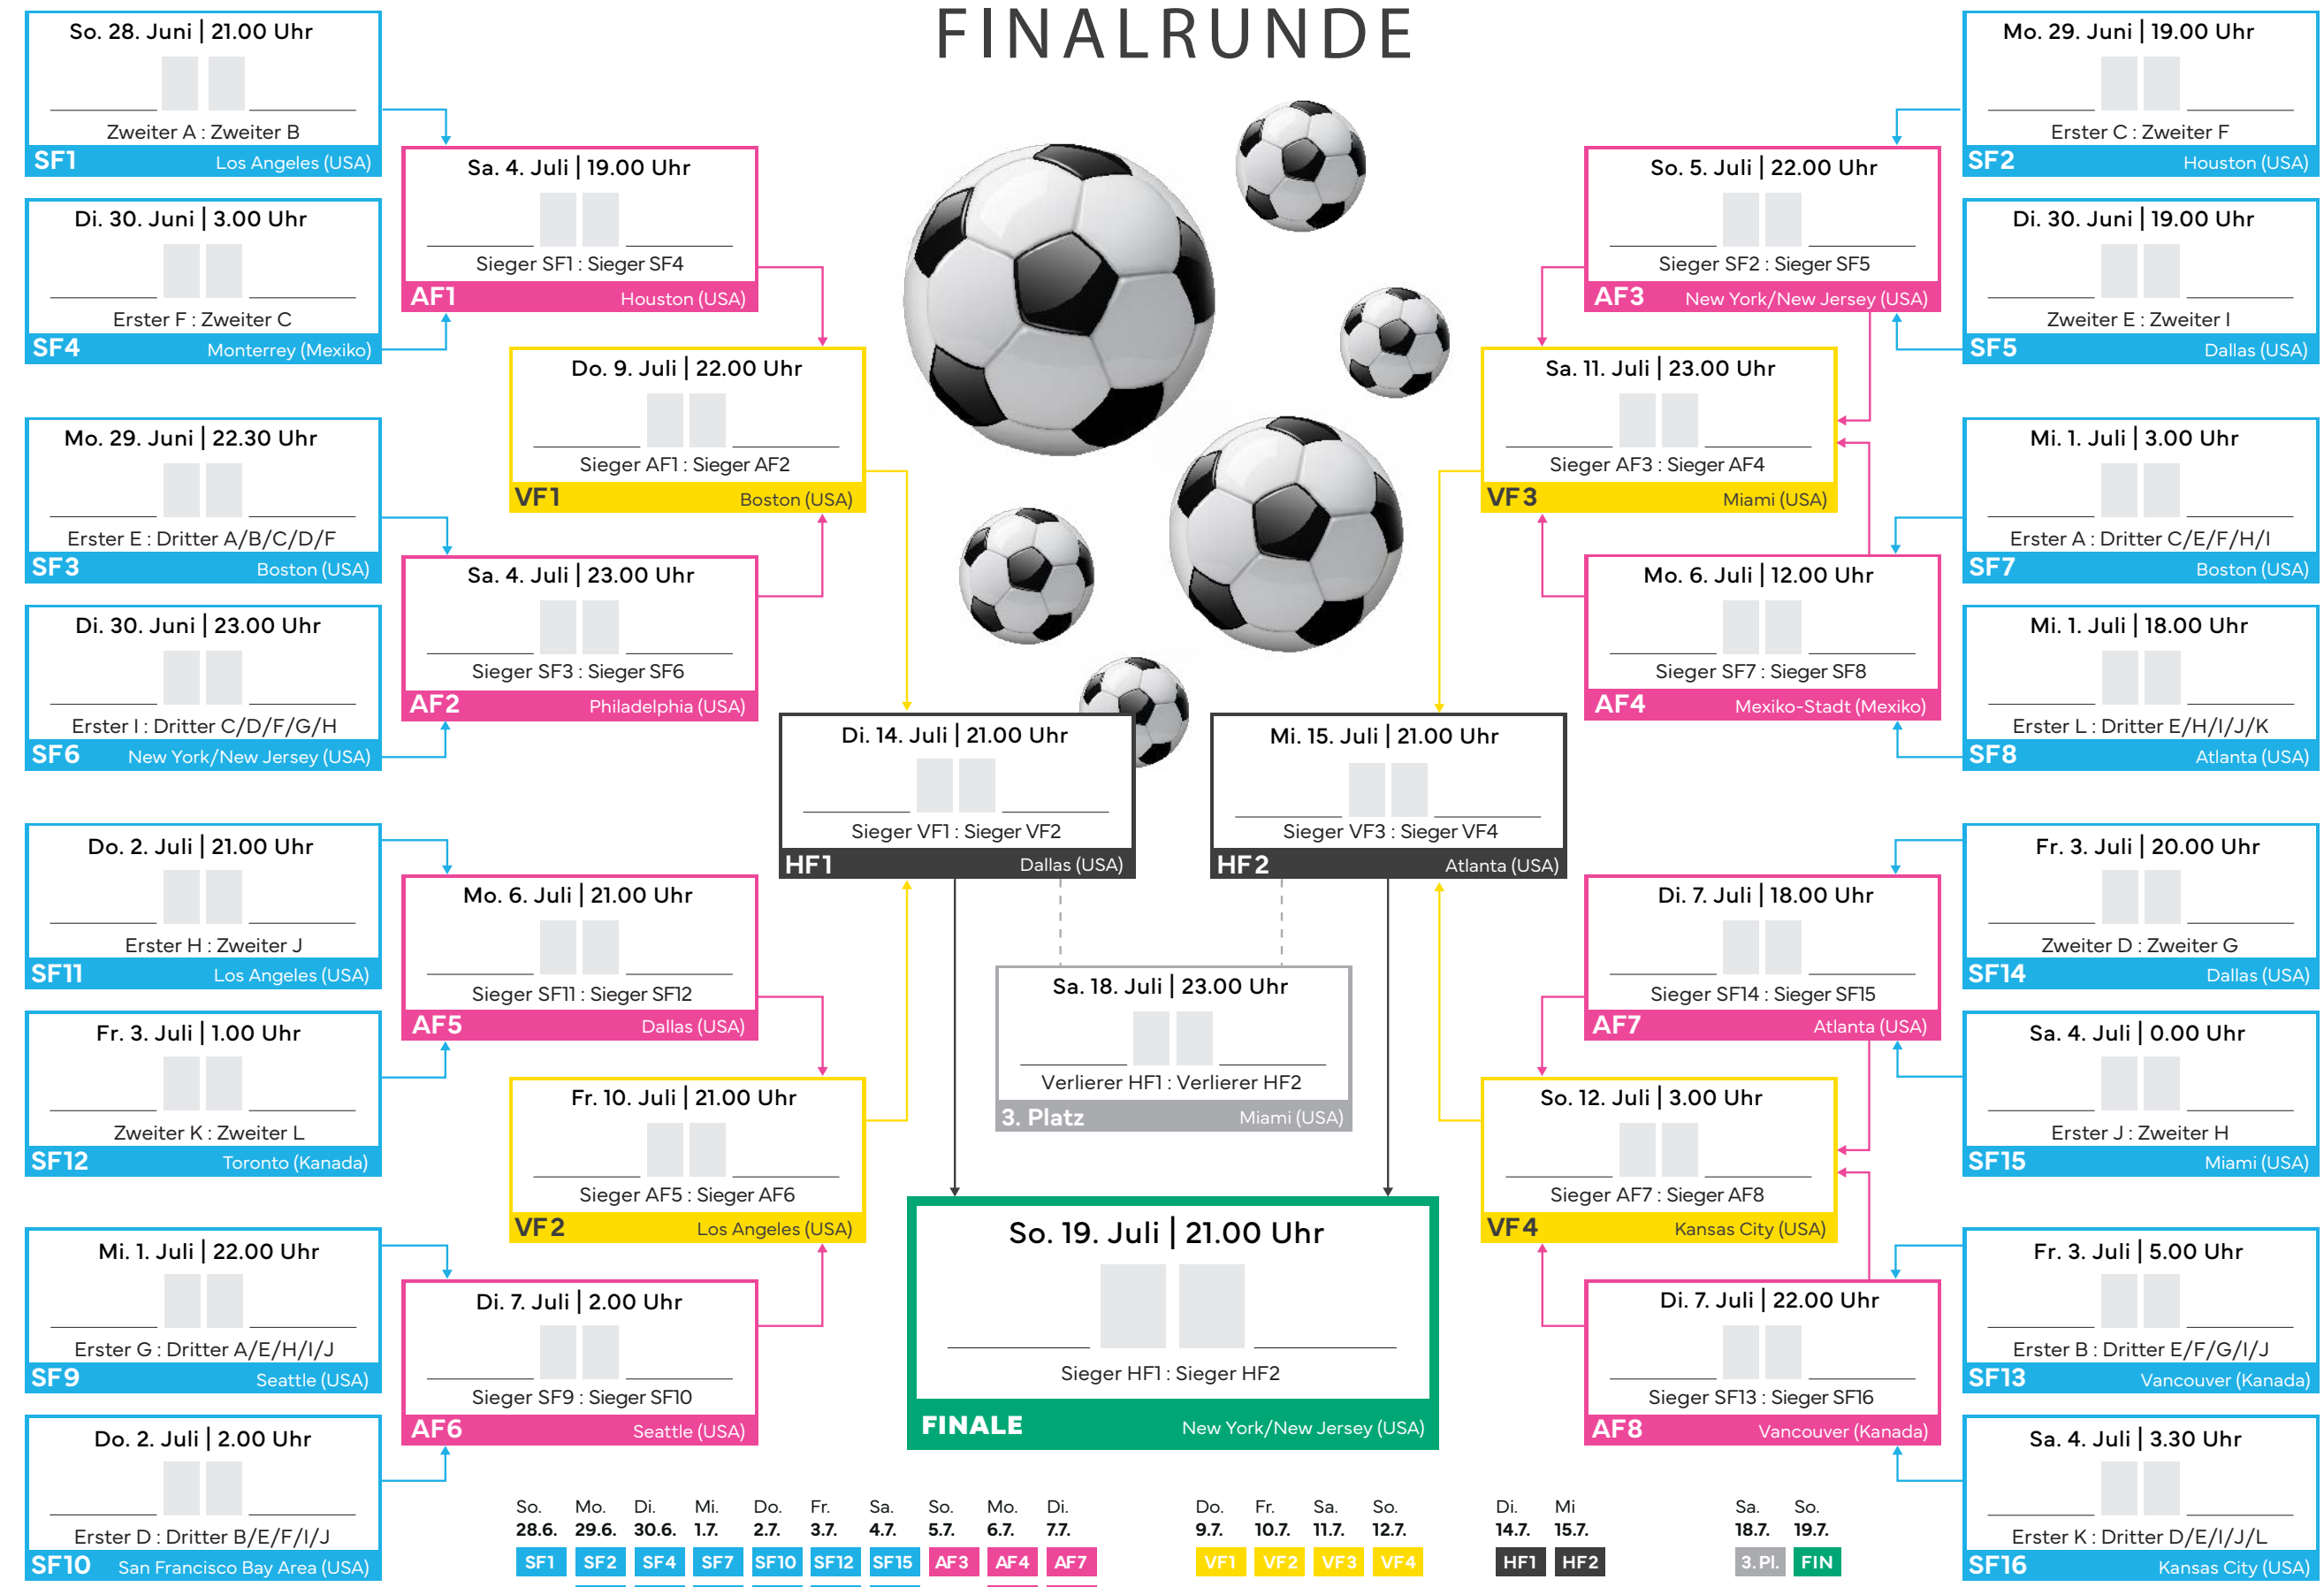 FINALRUNDE
So. 28. Juni | 21.00 Uhr
Zweiter A : Zweiter B
SF1 Los Angeles (USA)
Di. 30. Juni | 3.00 Uhr
Erster F : Zweiter C
SF4 Monterrey (Mexiko)
Mo. 29. Juni | 22.30 Uhr
Erster E : Dritter A/B/C/D/F
SF3 Boston (USA)
Di. 30. Juni | 23.00 Uhr
Erster I : Dritter C/D/F/G/H
SF6 New York/New Jersey (USA)
Do. 2. Juli | 21.00 Uhr
Erster H : Zweiter J
SF11 Los Angeles (USA)
Fr. 3. Juli | 1.00 Uhr
Zweiter K : Zweiter L
SF12 Toronto (Kanada)
Mi. 1. Juli | 22.00 Uhr
Erster G : Dritter A/E/H/I/J
SF9 Seattle (USA)
Do. 2. Juli | 2.00 Uhr
Erster D : Dritter B/E/F/I/J
SF10 San Francisco Bay Area (USA)
Sa. 4. Juli | 19.00 Uhr
Sieger SF1 : Sieger SF4
AF1 Houston (USA)
Sa. 4. Juli | 23.00 Uhr
Sieger SF3 : Sieger SF6
AF2 Philadelphia (USA)
Mo. 6. Juli | 21.00 Uhr
Sieger SF11 : Sieger SF12
AF5 Dallas (USA)
Di. 7. Juli | 2.00 Uhr
Sieger SF9 : Sieger SF10
AF6 Seattle (USA)
Do. 9. Juli | 22.00 Uhr
Sieger AF1 : Sieger AF2
VF1 Boston (USA)
Fr. 10. Juli | 21.00 Uhr
Sieger AF5 : Sieger AF6
VF2 Los Angeles (USA)
Di. 14. Juli | 21.00 Uhr
Sieger VF1 : Sieger VF2
HF1 Dallas (USA)
Mi. 15. Juli | 21.00 Uhr
Sieger VF3 : Sieger VF4
HF2 Atlanta (USA)
Sa. 18. Juli | 23.00 Uhr
Verlierer HF1 : Verlierer HF2
3. Platz Miami (USA)
So. 19. Juli | 21.00 Uhr
Sieger HF1 : Sieger HF2
FINALE New York/New Jersey (USA)
Sa. 11. Juli | 23.00 Uhr
Sieger AF3 : Sieger AF4
VF3 Miami (USA)
So. 12. Juli | 3.00 Uhr
Sieger AF7 : Sieger AF8
VF4 Kansas City (USA)
So. 5. Juli | 22.00 Uhr
Sieger SF2 : Sieger SF5
AF3 New York/New Jersey (USA)
Mo. 6. Juli | 12.00 Uhr
Sieger SF7 : Sieger SF8
AF4 Mexiko-Stadt (Mexiko)
Di. 7. Juli | 18.00 Uhr
Sieger SF14 : Sieger SF15
AF7 Atlanta (USA)
Di. 7. Juli | 22.00 Uhr
Sieger SF13 : Sieger SF16
AF8 Vancouver (Kanada)
Mo. 29. Juni | 19.00 Uhr
Erster C : Zweiter F
SF2 Houston (USA)
Di. 30. Juni | 19.00 Uhr
Zweiter E : Zweiter I
SF5 Dallas (USA)
Mi. 1. Juli | 3.00 Uhr
Erster A : Dritter C/E/F/H/I
SF7 Boston (USA)
Mi. 1. Juli | 18.00 Uhr
Erster L : Dritter E/H/I/J/K
SF8 Atlanta (USA)
Fr. 3. Juli | 20.00 Uhr
Zweiter D : Zweiter G
SF14 Dallas (USA)
Sa. 4. Juli | 0.00 Uhr
Erster J : Zweiter H
SF15 Miami (USA)
Fr. 3. Juli | 5.00 Uhr
Erster B : Dritter E/F/G/I/J
SF13 Vancouver (Kanada)
Sa. 4. Juli | 3.30 Uhr
Erster K : Dritter D/E/I/J/L
SF16 Kansas City (USA)
So. Mo. Di. Mi. Do. Fr. Sa. So. Mo. Di. Do. Fr. Sa. So. Di. Mi Sa. So.
28.6. 29.6. 30.6. 1.7. 2.7. 3.7. 4.7. 5.7. 6.7. 7.7. 9.7. 10.7. 11.7. 12.7. 14.7. 15.7. 18.7. 19.7.
SF1 SF2 SF4 SF7 SF10 SF12 SF15 AF3 AF4 AF7 VF1 VF2 VF3 VF4 HF1 HF2 3. Pl. FIN